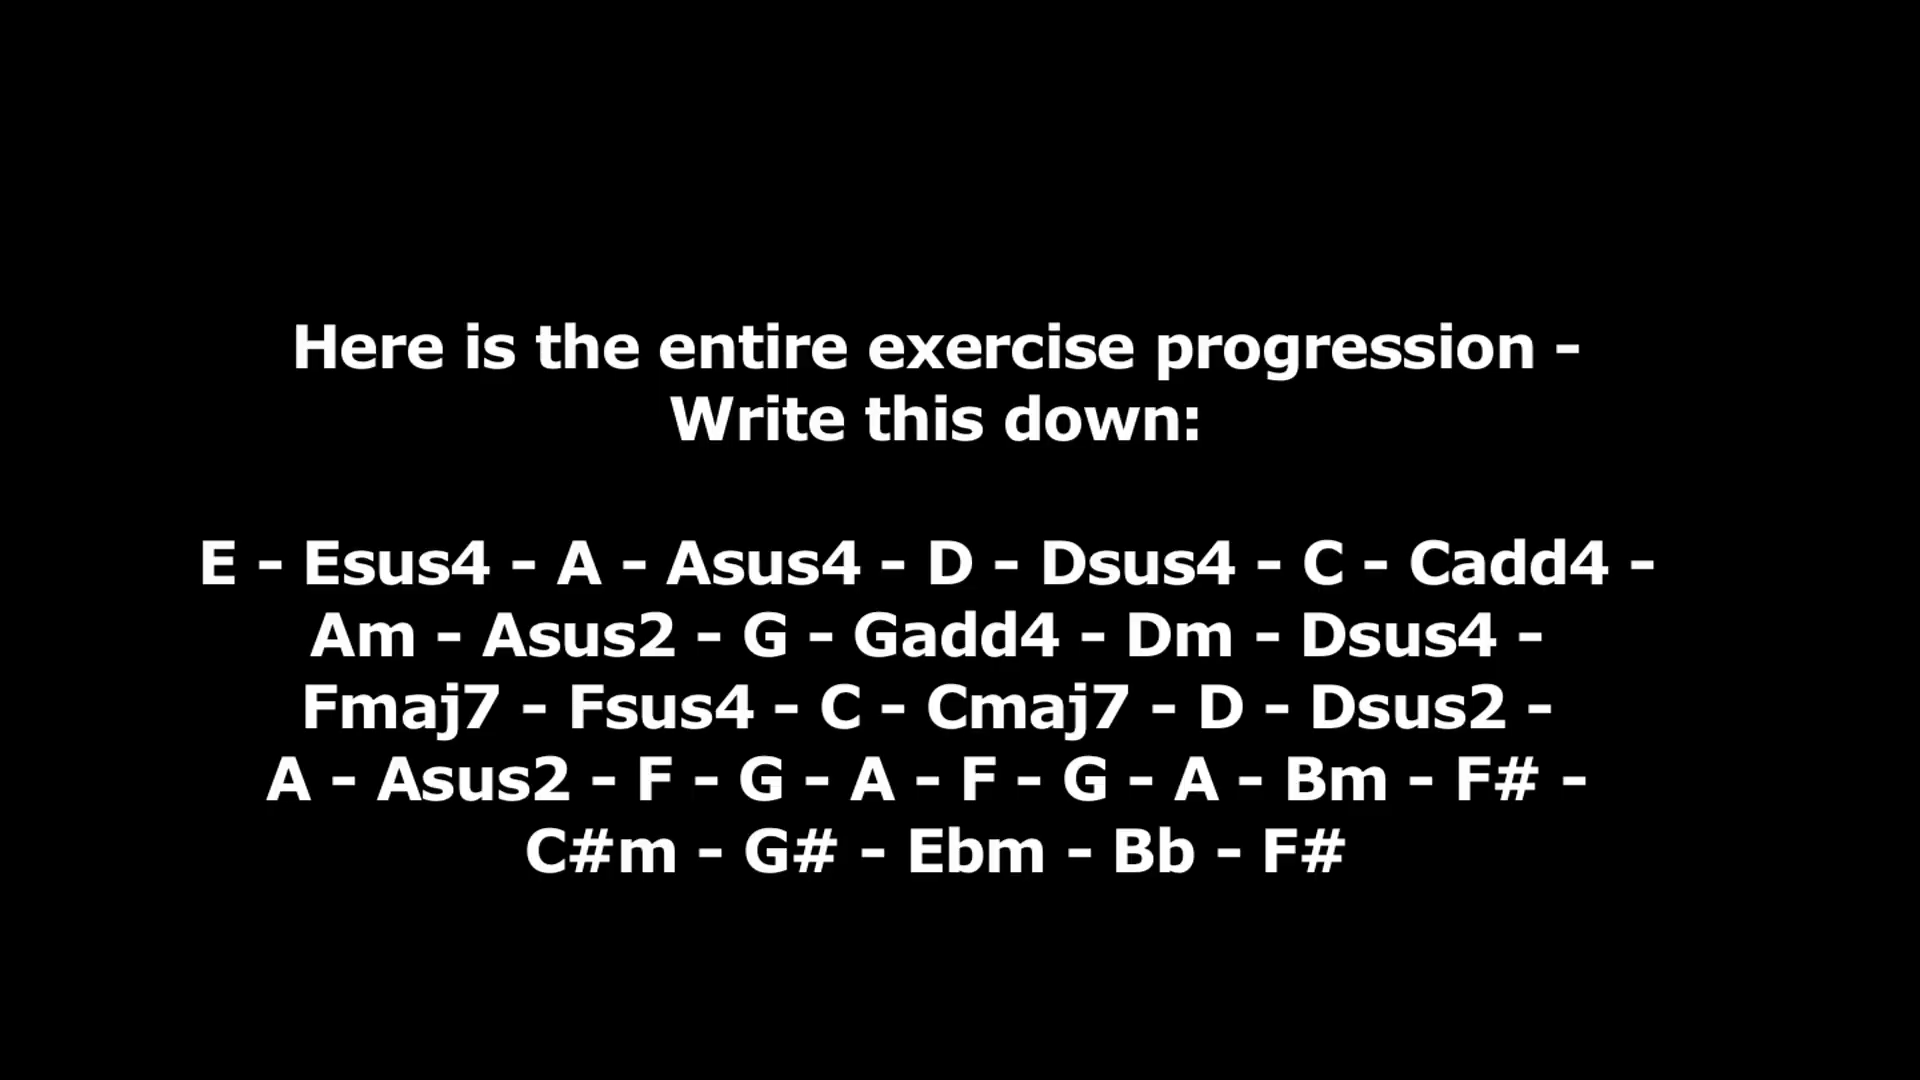 Here is the entire exercise progression -
Write this down:
E - Esus4 - A - Asus4 - D - Dsus4 - C - Cadd4 -
Am - Asus2 - G - Gadd4 - Dm - Dsus4 -
Fmaj7 - Fsus4 - C - Cmaj7 - D - Dsus2 -
A - Asus2 - F - G - A - F - G - A - Bm - F# -
C#m - G# - Ebm - Bb - F#